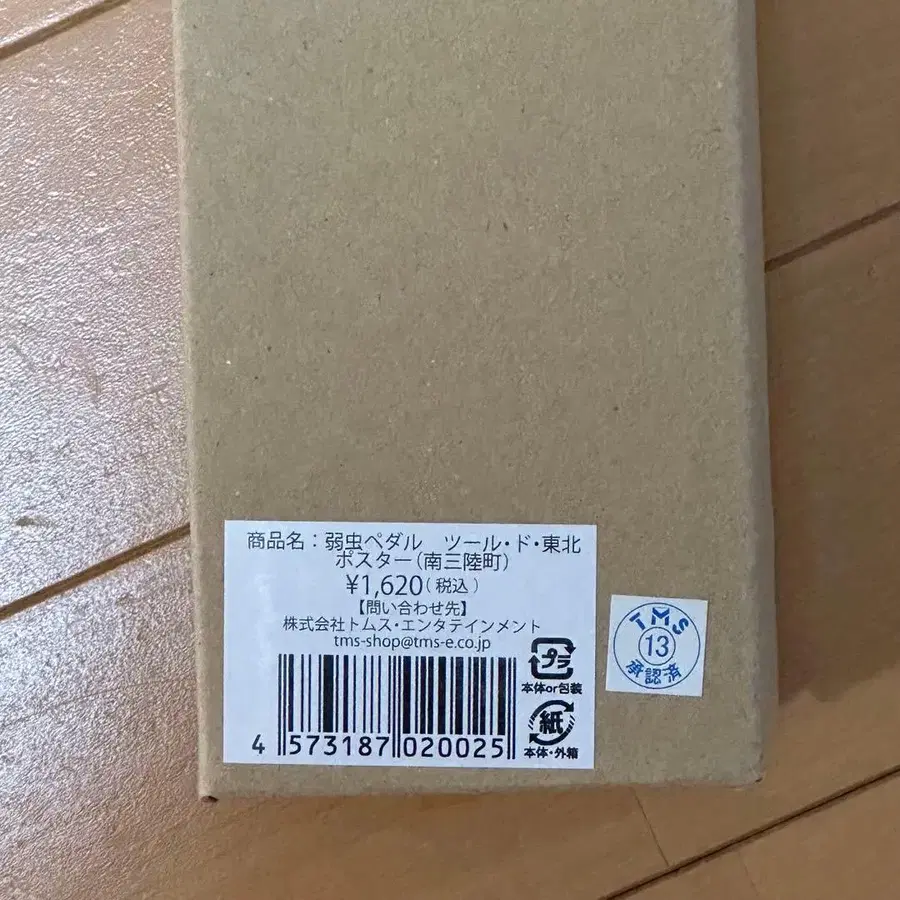 商品名：弱虫ペダル　ツール・ド・東北
ポスター（南三陸町）
¥1,620（税込）
【問い合わせ先】
株式会社トムス・エンタテインメント
tms-shop@tms-e.co.jp
プラ
本体or包装
紙
本体・外箱
4 573187 020025
TMS
13
承認済